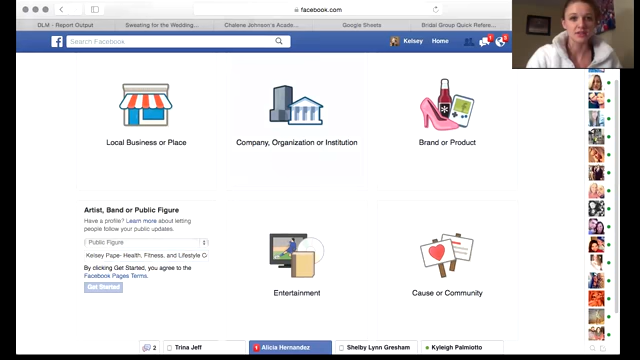 facebook.com
DLM - Report Output
Sweating for the Wedding...
Chalene Johnson's Acade...
Google Sheets
Bridal Group Quick Refere...
Search Facebook
Kelsey
Home
Local Business or Place
Company, Organization or Institution
Brand or Product
Artist, Band or Public Figure
Have a profile? Learn more about letting
people follow your public updates.
Public Figure
Kelsey Pape- Health, Fitness, and Lifestyle C
By clicking Get Started, you agree to the
Facebook Pages Terms.
Get Started
Entertainment
Cause or Community
2
Trina Jeff
1 Alicia Hernandez
Shelby Lynn Gresham
Kyleigh Palmiotto